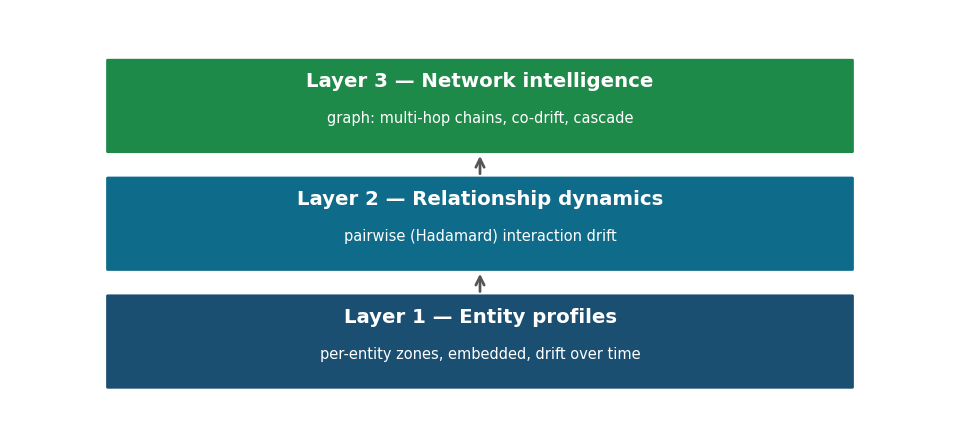 Layer 3 — Network intelligence
graph: multi-hop chains, co-drift, cascade
Layer 2 — Relationship dynamics
pairwise (Hadamard) interaction drift
Layer 1 — Entity profiles
per-entity zones, embedded, drift over time